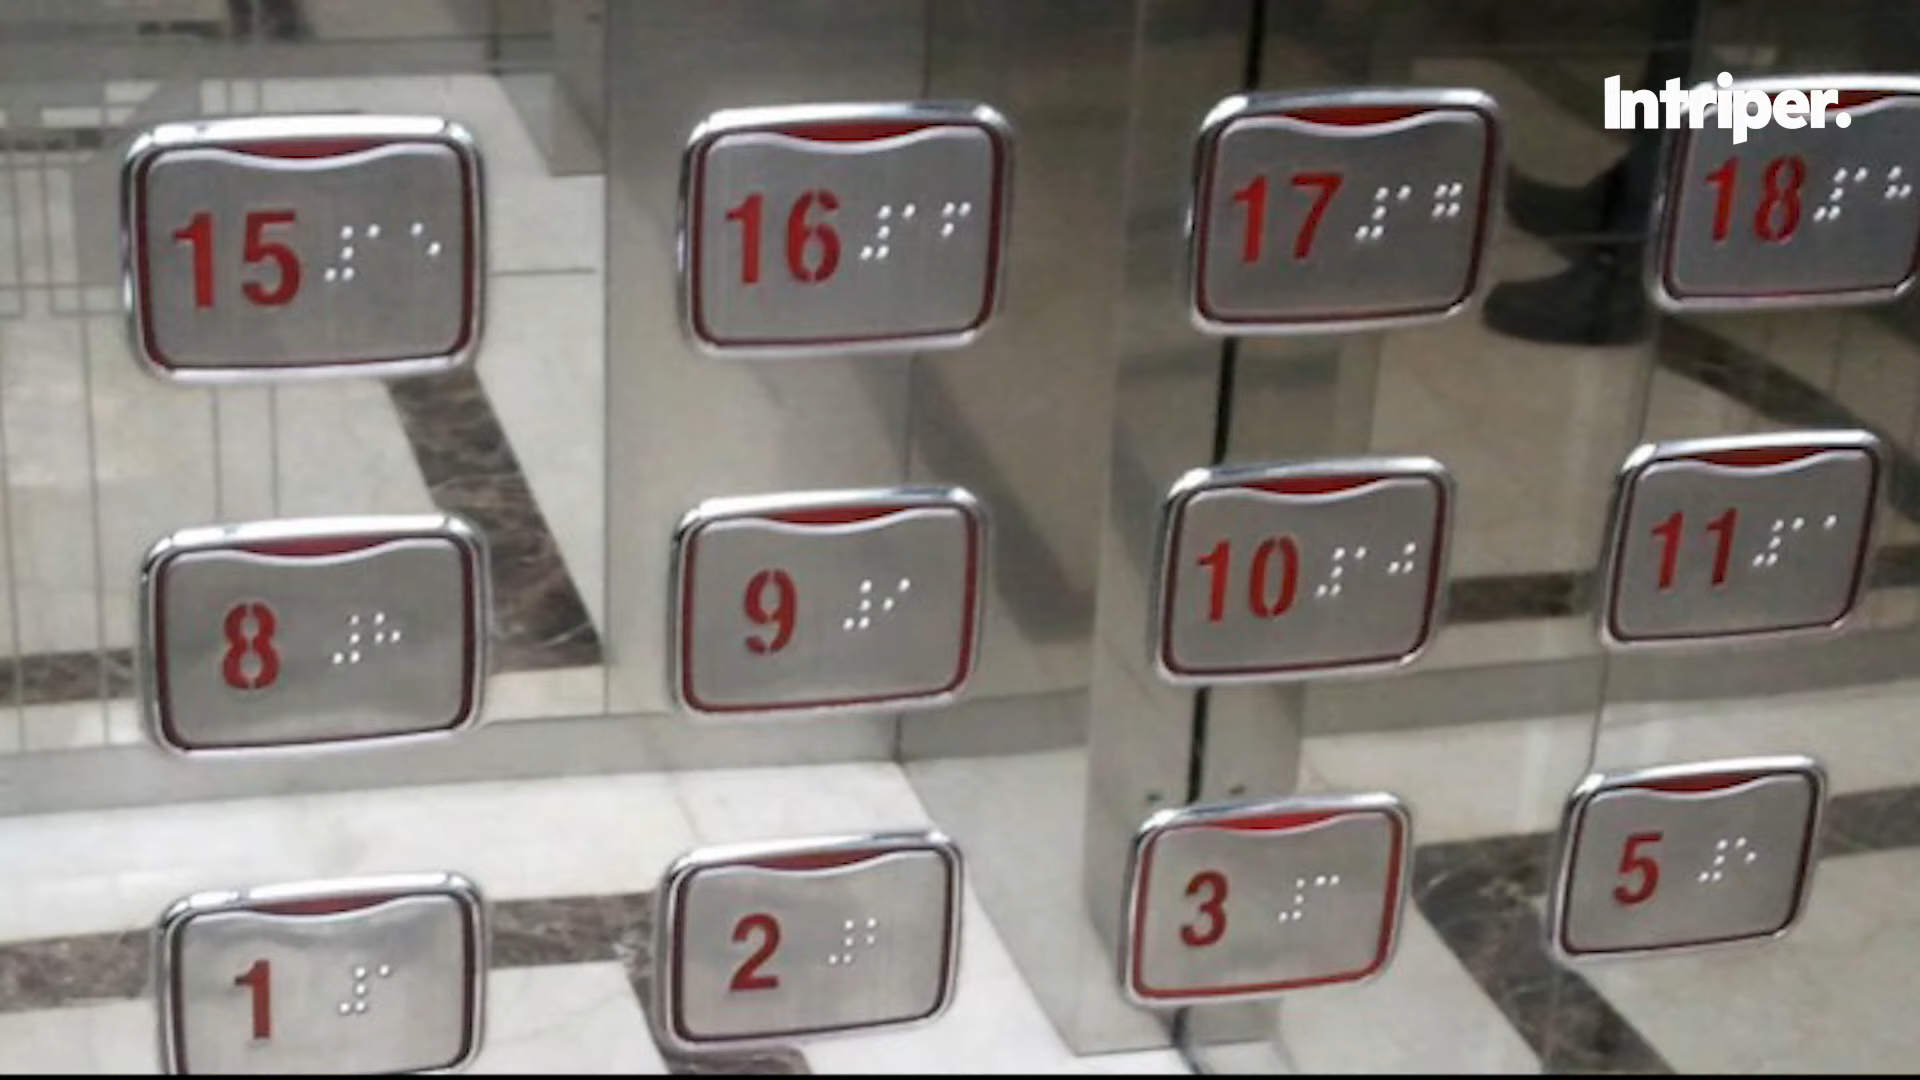 Intriper.
15 ⠼⠁⠑ 16 ⠼⠁⠋ 17 ⠼⠁⠛ 18 ⠼⠁⠓
8 ⠼⠓ 9 ⠼⠊ 10 ⠼⠁⠚ 11 ⠼⠁⠁
1 ⠼⠁ 2 ⠼⠃ 3 ⠼⠉ 5 ⠼⠑